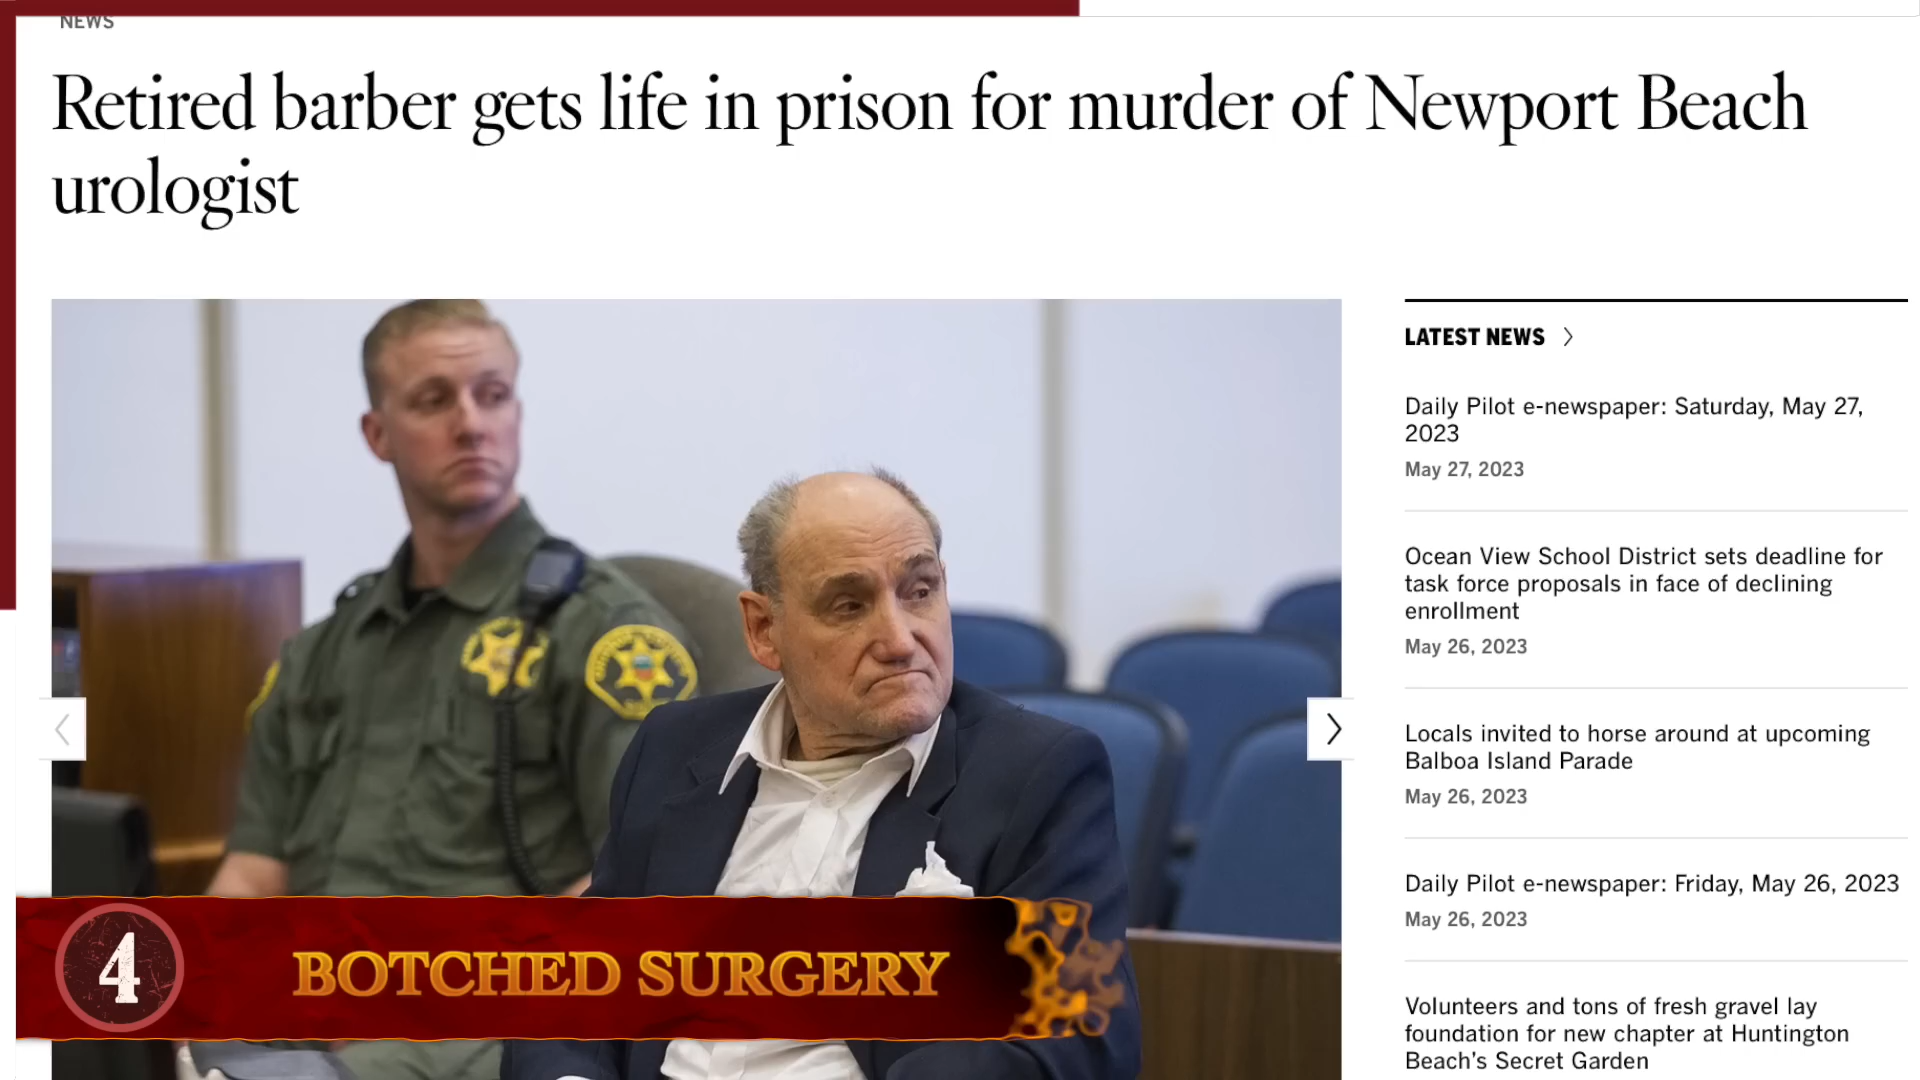 NEWS
Retired barber gets life in prison for murder of Newport Beach
urologist
LATEST NEWS
Daily Pilot e-newspaper: Saturday, May 27,
2023
May 27, 2023
Ocean View School District sets deadline for
task force proposals in face of declining
enrollment
May 26, 2023
Locals invited to horse around at upcoming
Balboa Island Parade
May 26, 2023
Daily Pilot e-newspaper: Friday, May 26, 2023
May 26, 2023
Volunteers and tons of fresh gravel lay
foundation for new chapter at Huntington
Beach’s Secret Garden
4
BOTCHED SURGERY